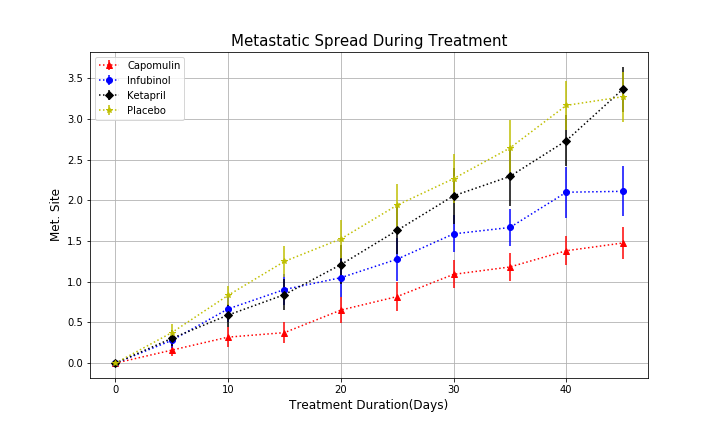 Metastatic Spread During Treatment
Capomulin
Infubinol
Ketapril
Placebo
3.5
3.0
2.5
2.0
1.5
1.0
0.5
0.0
Met. Site
0 10 20 30 40
Treatment Duration(Days)